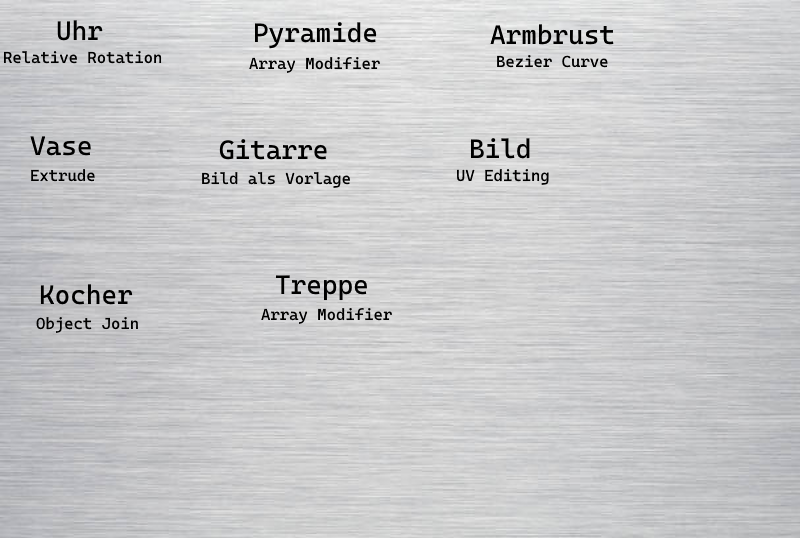 Uhr
Relative Rotation
Pyramide
Array Modifier
Armbrust
Bezier Curve
Vase
Extrude
Gitarre
Bild als Vorlage
Bild
UV Editing
Kocher
Object Join
Treppe
Array Modifier